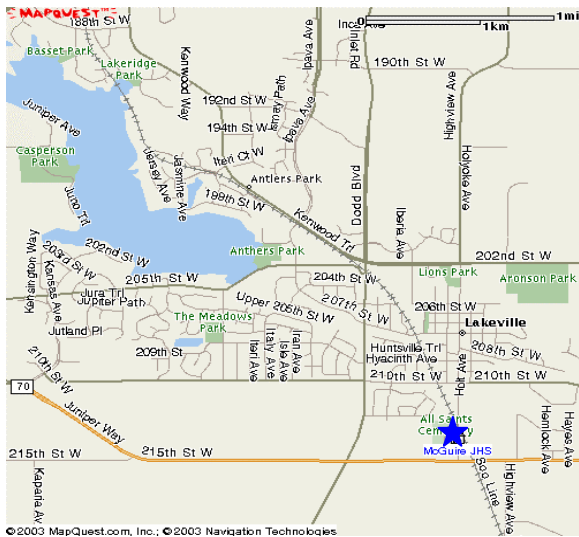 MAPQUEST
188th St W
Basset Park
Lakeridge
Park
Kenwood Way
Ipava Ave
Inlet Rd
0
1km
1mi
190th St W
192nd St W
194th St W
Ipava Ave
Highview Ave
Juniper Ave
Casperson
Park
Jersey Ave
Jasmine Ave
Iteri Ct W
Antlers Park
199th St W
Kenwood Trl
Dodd Blvd
Iberia Ave
Holyoke Ave
Juno Trl
202nd St W
203rd St W
Anthers Park
202nd St W
Kensington Way
Kansas Ave
205th St W
204th St W
Lions Park
Aronson Park
Jura Trl
Jupiter Path
Upper 205th St W
207th St W
206th St W
The Meadows
Park
Lakeville
Jutland Pl
209th St
Iteri Ave
Italy Ave
Isle Ave
Iran Ave
Huntsville Trl
Hyacinth Ave
208th St W
210th St W
210th St W
210th St W
Holt Ave
70
Juniper Way
All Saints
Cemetery
McGuire JHS
Hemlock Ave
Hayes Ave
215th St W
215th St W
Soo Line
Highview Ave
Kaparia Av
©2003 MapQuest.com, Inc.; ©2003 Navigation Technologies